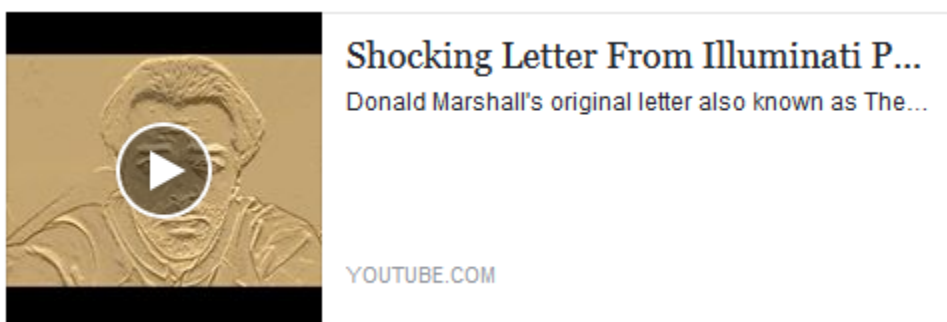 Shocking Letter From Illuminati P...
Donald Marshall's original letter also known as The...
YOUTUBE.COM